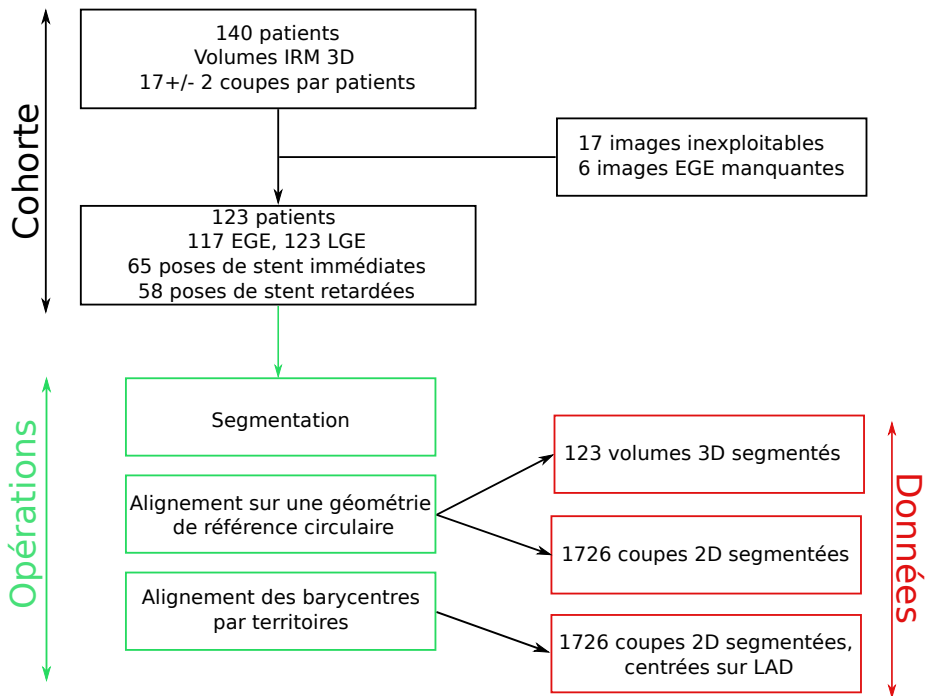 Cohorte
140 patients
Volumes IRM 3D
17+/- 2 coupes par patients
17 images inexploitables
6 images EGE manquantes
123 patients
117 EGE, 123 LGE
65 poses de stent immédiates
58 poses de stent retardées
Opérations
Segmentation
Alignement sur une géométrie
de référence circulaire
Alignement des barycentres
par territoires
Données
123 volumes 3D segmentés
1726 coupes 2D segmentées
1726 coupes 2D segmentées,
centrées sur LAD